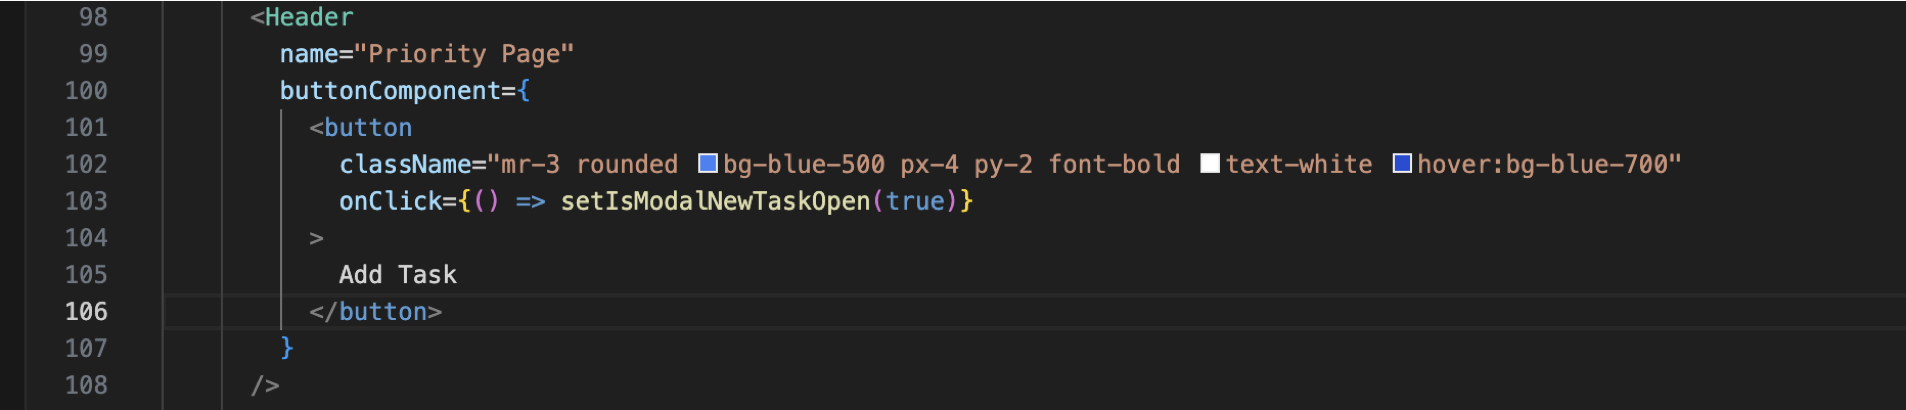 98 <Header
99 name="Priority Page"
100 buttonComponent={
101 <button
102 className="mr-3 rounded bg-blue-500 px-4 py-2 font-bold text-white hover:bg-blue-700"
103 onClick={() => setIsModalNewTaskOpen(true)}
104 >
105 Add Task
106 </button>
107 }
108 />